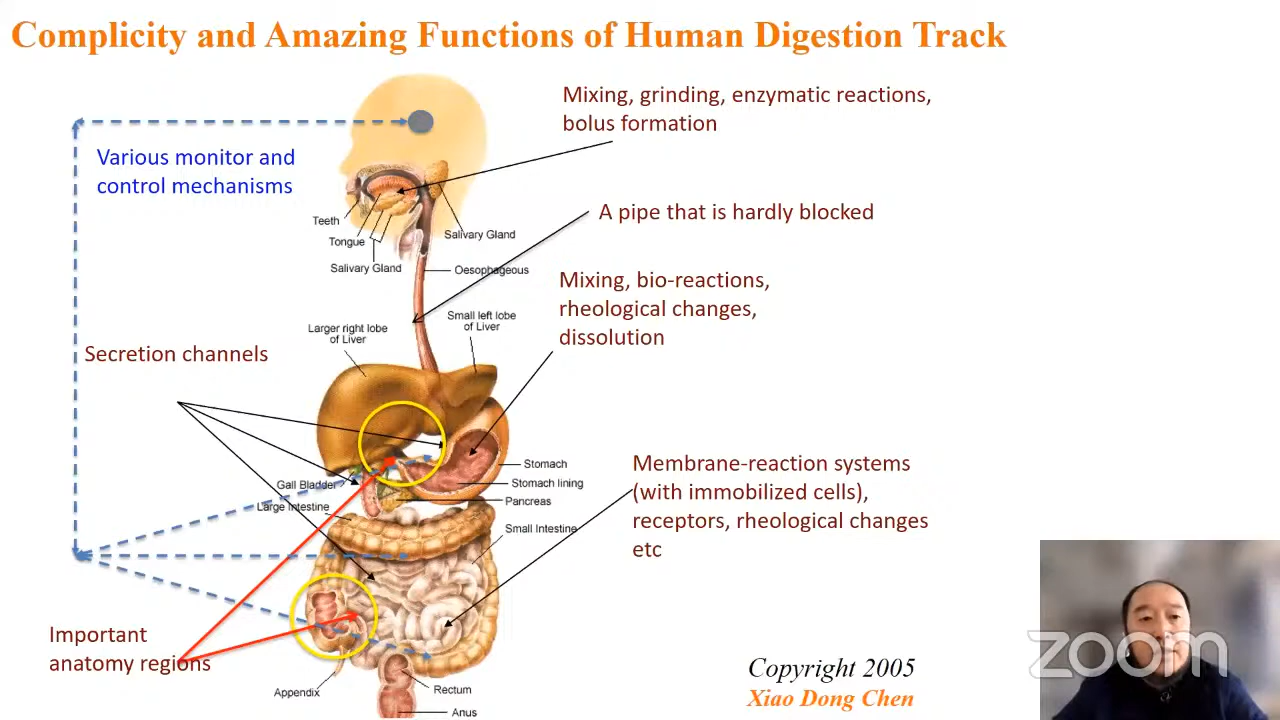 Complicity and Amazing Functions of Human Digestion Track
Mixing, grinding, enzymatic reactions,
bolus formation
Various monitor and
control mechanisms
A pipe that is hardly blocked
Teeth
Tongue
Salivary Gland
Salivary Gland
Oesophageous
Mixing, bio-reactions,
rheological changes,
dissolution
Larger right lobe
of Liver
Small left lobe
of Liver
Secretion channels
Gall Bladder
Large Intestine
Stomach
Stomach lining
Pancreas
Small Intestine
Membrane-reaction systems
(with immobilized cells),
receptors, rheological changes
etc
Important
anatomy regions
Appendix
Rectum
Anus
Copyright 2005
Xiao Dong Chen
zoom